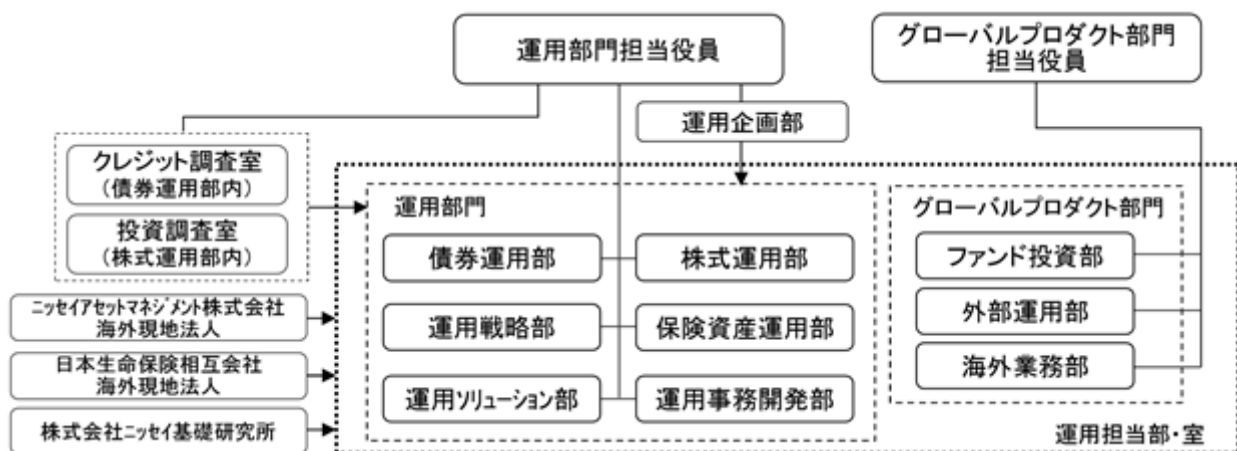 運用部門担当役員
グローバルプロダクト部門
担当役員
運用企画部
クレジット調査室
（債券運用部内）
投資調査室
（株式運用部内）
ニッセイアセットマネジメント株式会社
海外現地法人
日本生命保険相互会社
海外現地法人
株式会社ニッセイ基礎研究所
運用部門
債券運用部
株式運用部
運用戦略部
保険資産運用部
運用ソリューション部
運用事務開発部
グローバルプロダクト部門
ファンド投資部
外部運用部
海外業務部
運用担当部・室